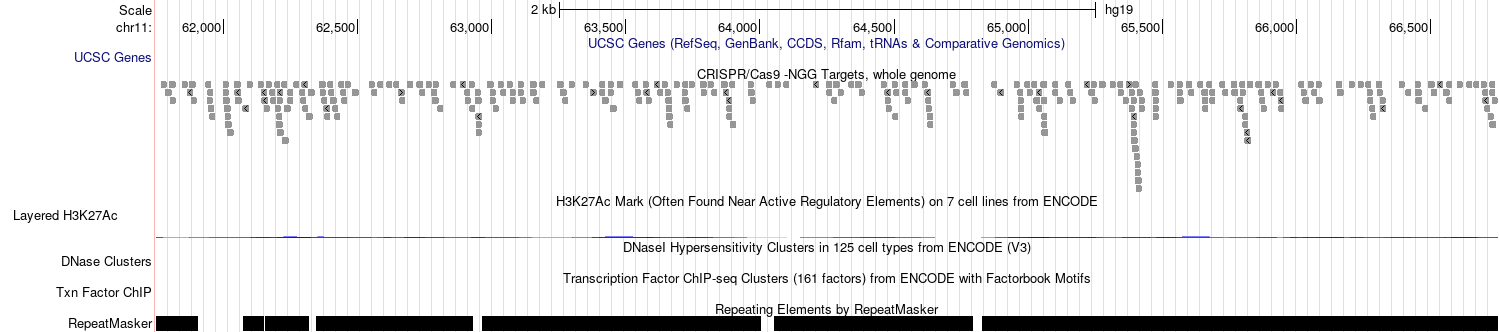 Scale 2 kb hg19
chr11: 62,000 62,500 63,000 63,500 64,000 64,500 65,000 65,500 66,000 66,500
UCSC Genes (RefSeq, GenBank, CCDS, Rfam, tRNAs & Comparative Genomics)
UCSC Genes
CRISPR/Cas9 -NGG Targets, whole genome
H3K27Ac Mark (Often Found Near Active Regulatory Elements) on 7 cell lines from ENCODE
Layered H3K27Ac
DNaseI Hypersensitivity Clusters in 125 cell types from ENCODE (V3)
DNase Clusters
Transcription Factor ChIP-seq Clusters (161 factors) from ENCODE with Factorbook Motifs
Txn Factor ChIP
Repeating Elements by RepeatMasker
RepeatMasker